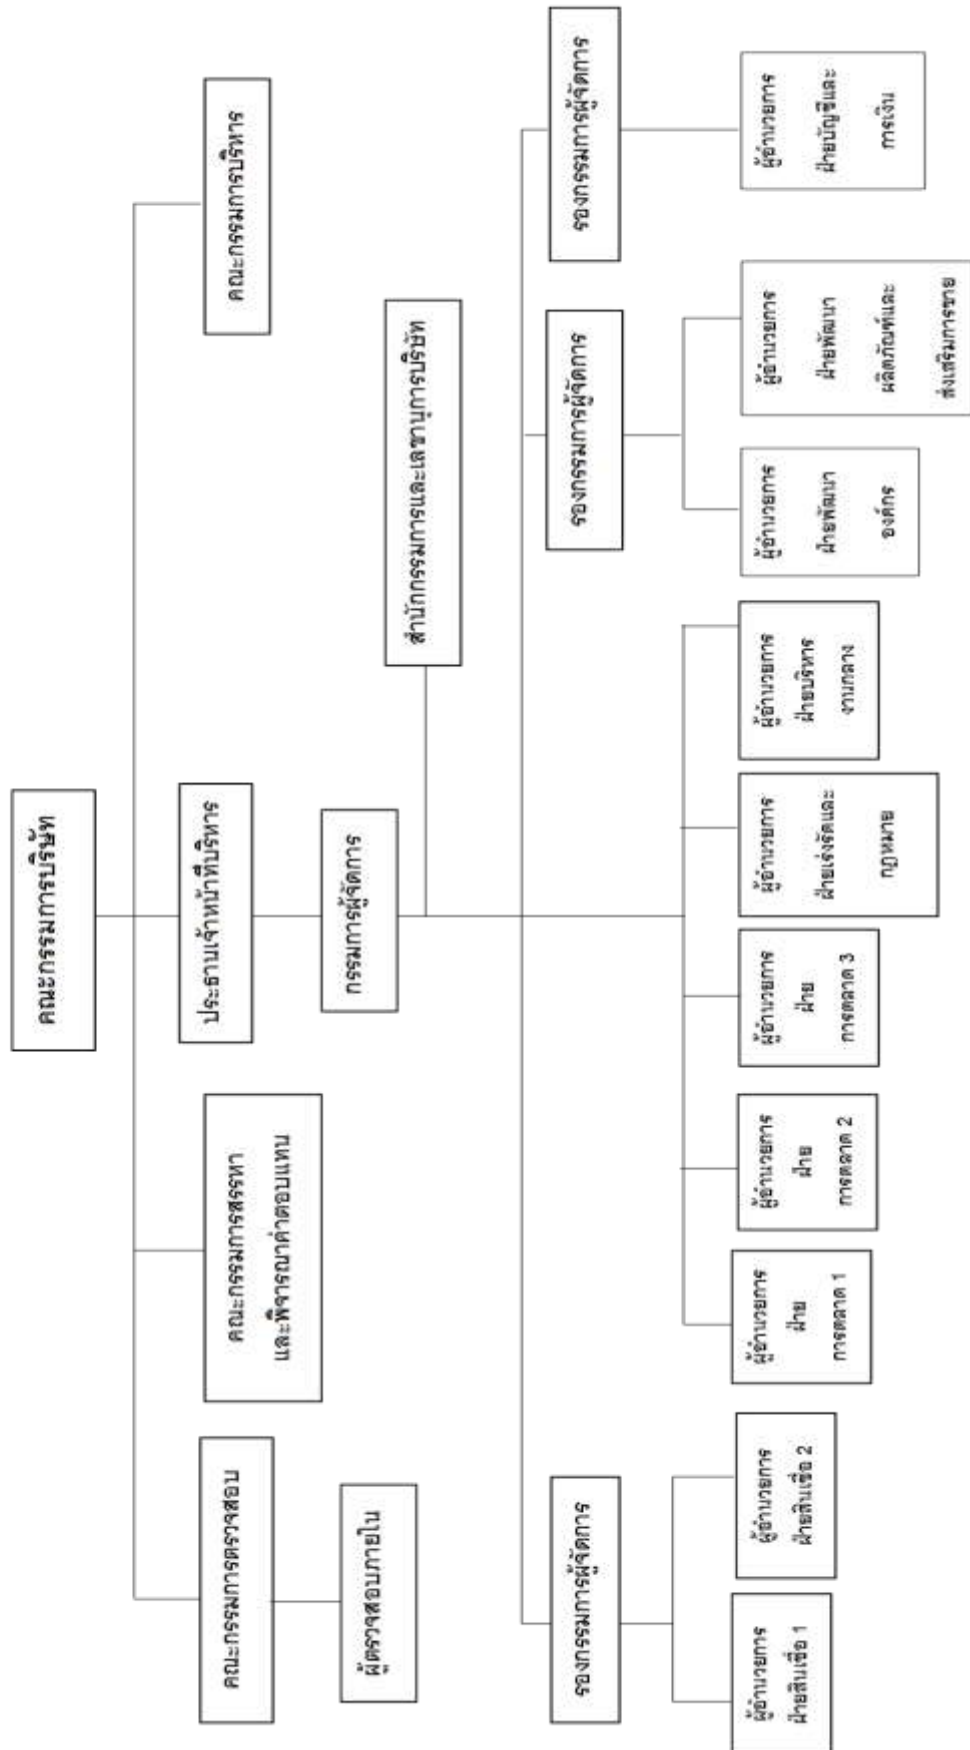 คณะกรรมการบริษัท
คณะกรรมการตรวจสอบ
คณะกรรมการสรรหา
และพิจารณาค่าตอบแทน
ประธานเจ้าหน้าที่บริหาร
คณะกรรมการบริหาร
ผู้ตรวจสอบภายใน
กรรมการผู้จัดการ
สำนักกรรมการและเลขานุการบริษัท
รองกรรมการผู้จัดการ
รองกรรมการผู้จัดการ
รองกรรมการผู้จัดการ
ผู้อำนวยการ
ฝ่ายสินเชื่อ 1
ผู้อำนวยการ
ฝ่ายสินเชื่อ 2
ผู้อำนวยการ
ฝ่าย
การตลาด 1
ผู้อำนวยการ
ฝ่าย
การตลาด 2
ผู้อำนวยการ
ฝ่าย
การตลาด 3
ผู้อำนวยการ
ฝ่ายเร่งรัดและ
กฎหมาย
ผู้อำนวยการ
ฝ่ายบริหาร
งานกลาง
ผู้อำนวยการ
ฝ่ายพัฒนา
องค์กร
ผู้อำนวยการ
ฝ่ายพัฒนา
ผลิตภัณฑ์และ
ส่งเสริมการขาย
ผู้อำนวยการ
ฝ่ายบัญชีและ
การเงิน